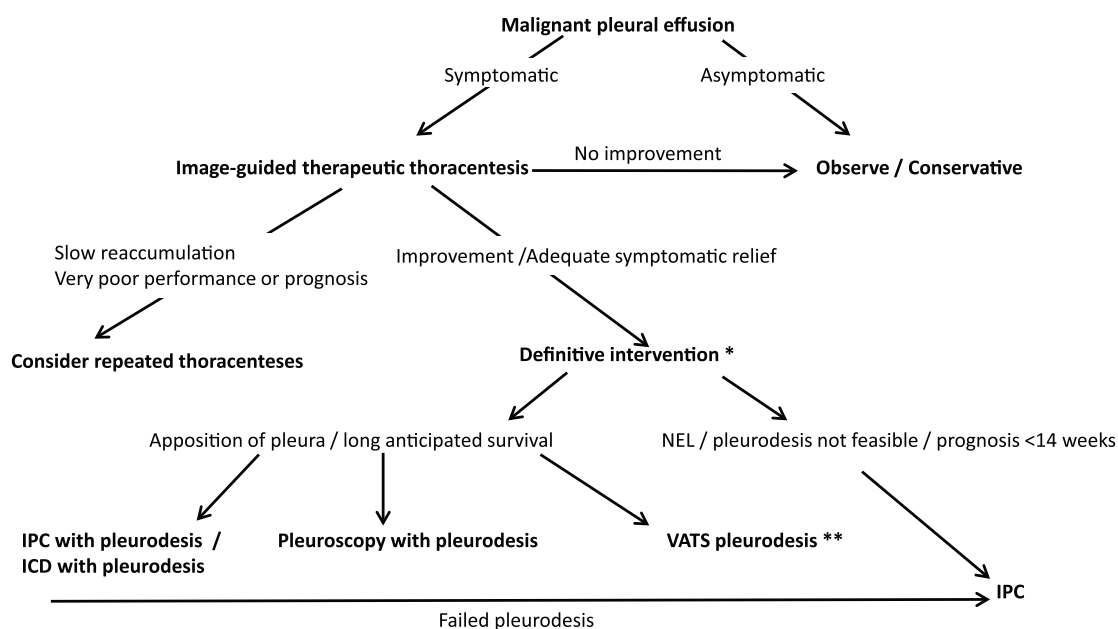 Malignant pleural effusion
Symptomatic
Asymptomatic
Image-guided therapeutic thoracentesis
No improvement
Observe / Conservative
Slow reaccumulation
Very poor performance or prognosis
Improvement /Adequate symptomatic relief
Consider repeated thoracenteses
Definitive intervention *
Apposition of pleura / long anticipated survival
NEL / pleurodesis not feasible / prognosis <14 weeks
IPC with pleurodesis /
ICD with pleurodesis
Pleuroscopy with pleurodesis
VATS pleurodesis **
IPC
Failed pleurodesis